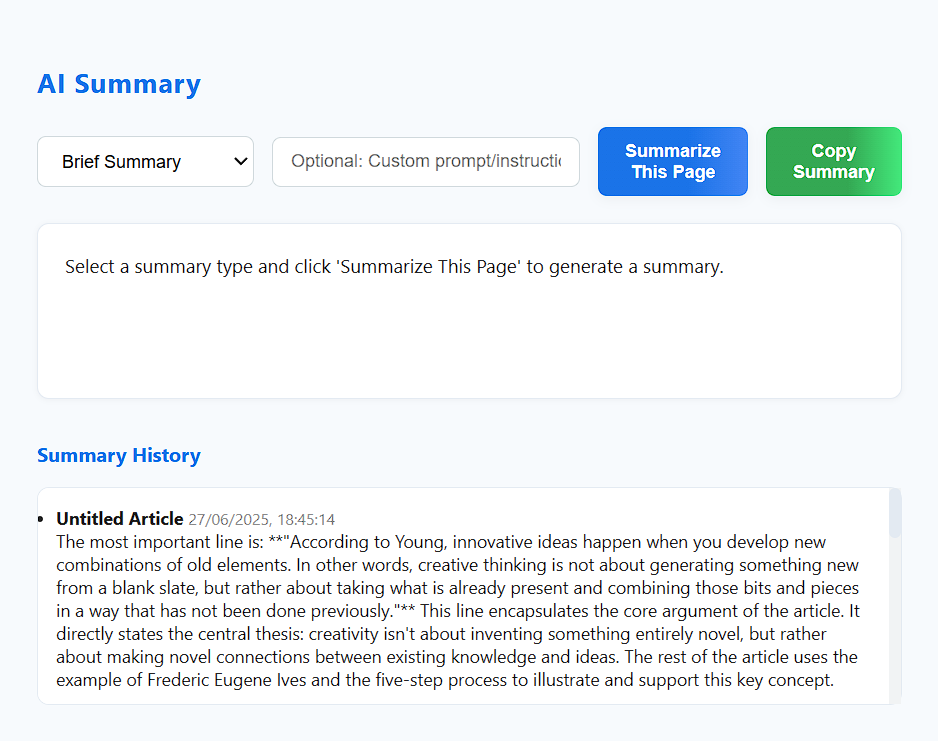 AI Summary
Brief Summary
Optional: Custom prompt/instructi
Summarize
This Page
Copy
Summary
Select a summary type and click 'Summarize This Page' to generate a summary.
Summary History
• Untitled Article 27/06/2025, 18:45:14
The most important line is: **"According to Young, innovative ideas happen when you develop new
combinations of old elements. In other words, creative thinking is not about generating something new
from a blank slate, but rather about taking what is already present and combining those bits and pieces
in a way that has not been done previously."** This line encapsulates the core argument of the article. It
directly states the central thesis: creativity isn't about inventing something entirely novel, but rather
about making novel connections between existing knowledge and ideas. The rest of the article uses the
example of Frederic Eugene Ives and the five-step process to illustrate and support this key concept.